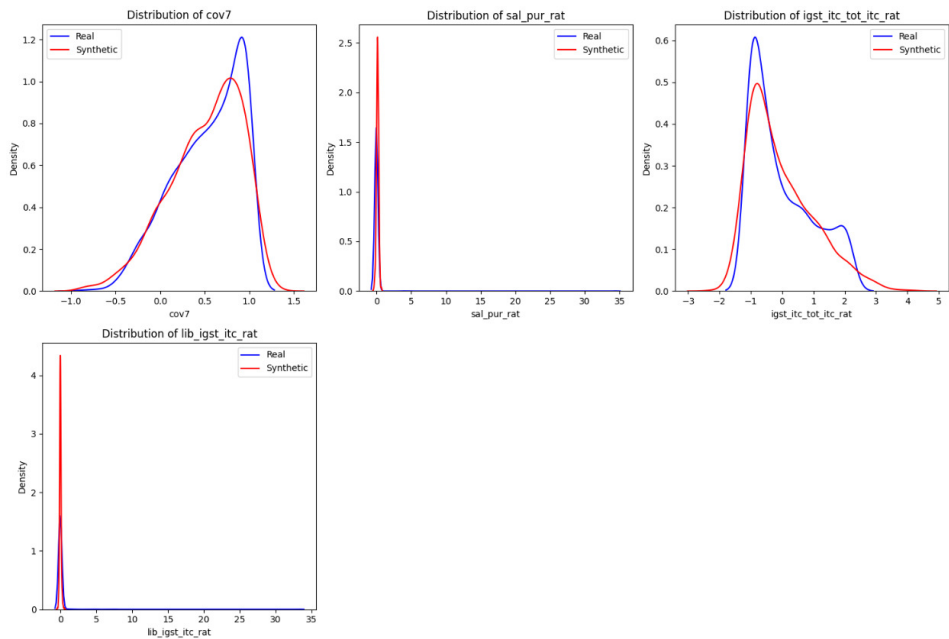 Distribution of cov7
Real
Synthetic
Density
0.0
0.2
0.4
0.6
0.8
1.0
1.2
−1.0 −0.5 0.0 0.5 1.0 1.5
cov7
Distribution of sal_pur_rat
Real
Synthetic
Density
0.0
0.5
1.0
1.5
2.0
2.5
0 5 10 15 20 25 30 35
sal_pur_rat
Distribution of igst_itc_tot_itc_rat
Real
Synthetic
Density
0.0
0.1
0.2
0.3
0.4
0.5
0.6
−3 −2 −1 0 1 2 3 4 5
igst_itc_tot_itc_rat
Distribution of lib_igst_itc_rat
Real
Synthetic
Density
0
1
2
3
4
0 5 10 15 20 25 30 35
lib_igst_itc_rat